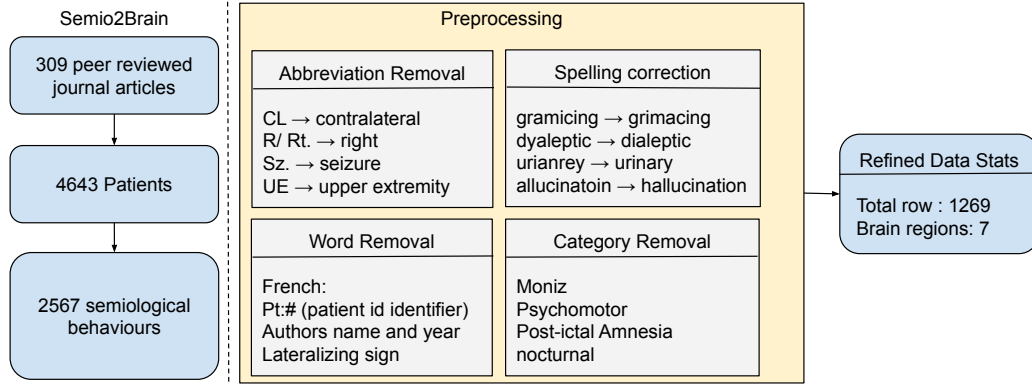 Semio2Brain
309 peer reviewed
journal articles
4643 Patients
2567 semiological
behaviours
Preprocessing
Abbreviation Removal
CL → contralateral
R/ Rt. → right
Sz. → seizure
UE → upper extremity
Spelling correction
gramicing → grimacing
dyaleptic → dialeptic
urianrey → urinary
allucinatoin → hallucination
Word Removal
French:
Pt:# (patient id identifier)
Authors name and year
Lateralizing sign
Category Removal
Moniz
Psychomotor
Post-ictal Amnesia
nocturnal
Refined Data Stats
Total row : 1269
Brain regions: 7